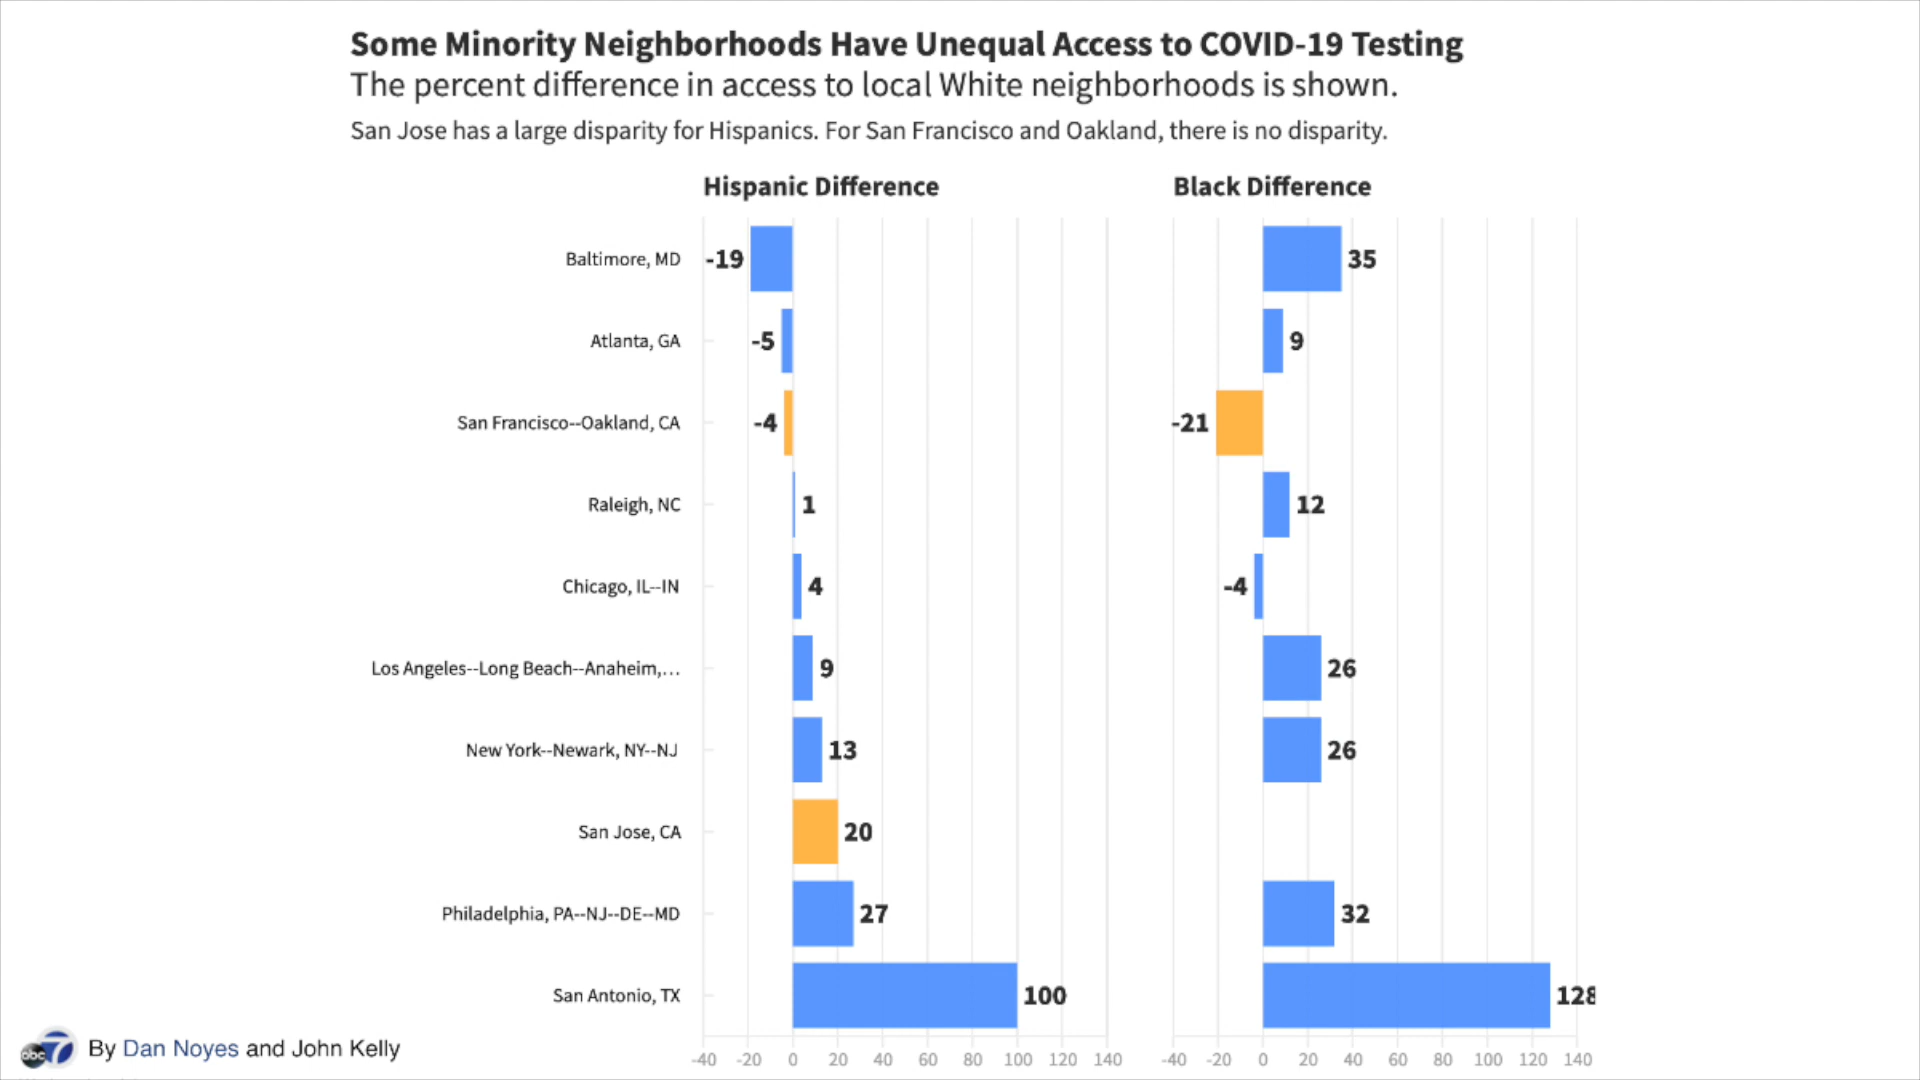 Some Minority Neighborhoods Have Unequal Access to COVID-19 Testing
The percent difference in access to local White neighborhoods is shown.
San Jose has a large disparity for Hispanics. For San Francisco and Oakland, there is no disparity.
Hispanic Difference Black Difference
Baltimore, MD -19 35
Atlanta, GA -5 9
San Francisco--Oakland, CA -4 -21
Raleigh, NC 1 12
Chicago, IL--IN 4 -4
Los Angeles--Long Beach--Anaheim,... 9 26
New York--Newark, NY--NJ 13 26
San Jose, CA 20
Philadelphia, PA--NJ--DE--MD 27 32
San Antonio, TX 100 128
-40 -20 0 20 40 60 80 100 120 140 -40 -20 0 20 40 60 80 100 120 140
abc 7 By Dan Noyes and John Kelly